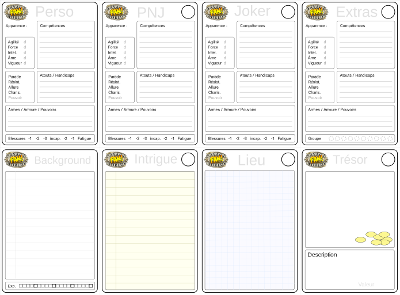 Perso
Apparence
Compétences
Agilité d
Force d
Intel. d
Âme d
Vigueur d
Parade
Résist.
Allure
Charis.
Atouts / Handicaps
Armes / Armure / Pouvoirs
Blessures -1 -2 -3 Incap. -2 -1 Fatigue
PNJ
Apparence
Compétences
Agilité d
Force d
Intel. d
Âme d
Vigueur d
Parade
Résist.
Allure
Charis.
Atouts / Handicaps
Armes / Armure / Pouvoirs
Blessures -1 -2 -3 Incap. -2 -1 Fatigue
Joker
Apparence
Compétences
Agilité d
Force d
Intel. d
Âme d
Vigueur d
Parade
Résist.
Allure
Charis.
Atouts / Handicaps
Armes / Armure / Pouvoirs
Blessures -1 -2 -3 Incap. -2 -1 Fatigue
Extras
Apparence
Compétences
Agilité d
Force d
Intel. d
Âme d
Vigueur d
Parade
Résist.
Allure
Charis.
Atouts / Handicaps
Armes / Armure / Pouvoirs
Groupe
Background
Exp.
Intrigue
Lieu
Trésor
Description